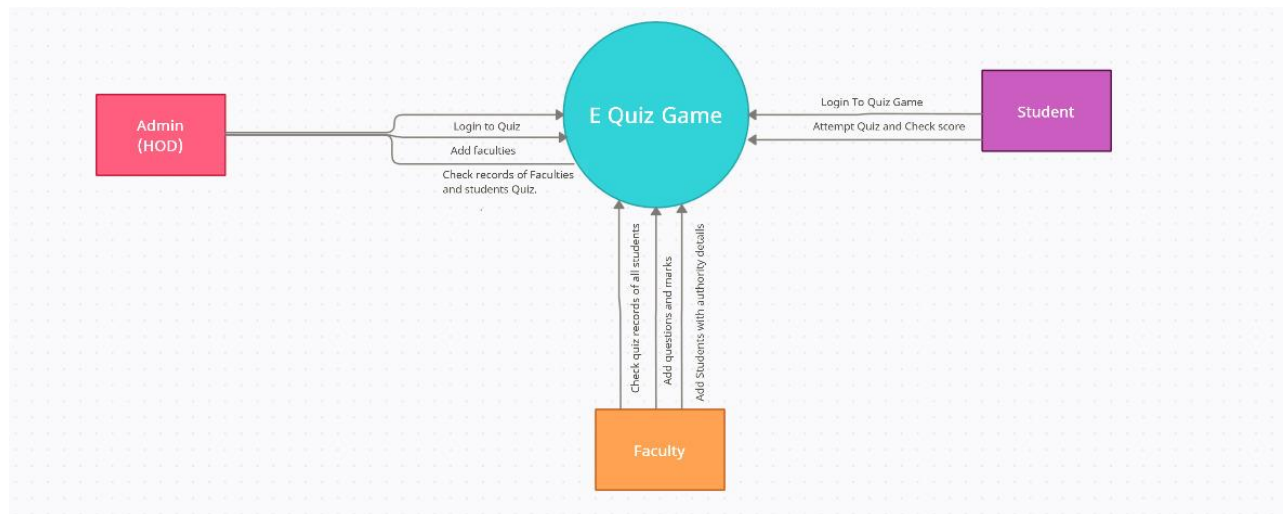 Admin
(HOD)
Login to Quiz
Add faculties
Check records of Faculties
and students Quiz.
E Quiz Game
Login To Quiz Game
Attempt Quiz and Check score
Student
Check quiz records of all students
Add questions and marks
Add Students with authority details
Faculty